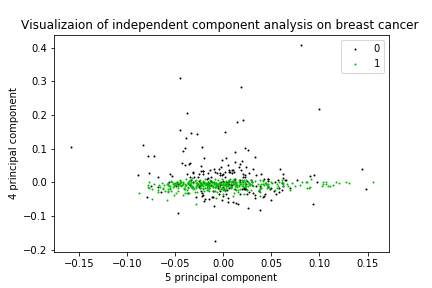 Visualizaion of independent component analysis on breast cancer
0
1
4 principal component
0.4
0.3
0.2
0.1
0.0
−0.1
−0.2
−0.15 −0.10 −0.05 0.00 0.05 0.10 0.15
5 principal component